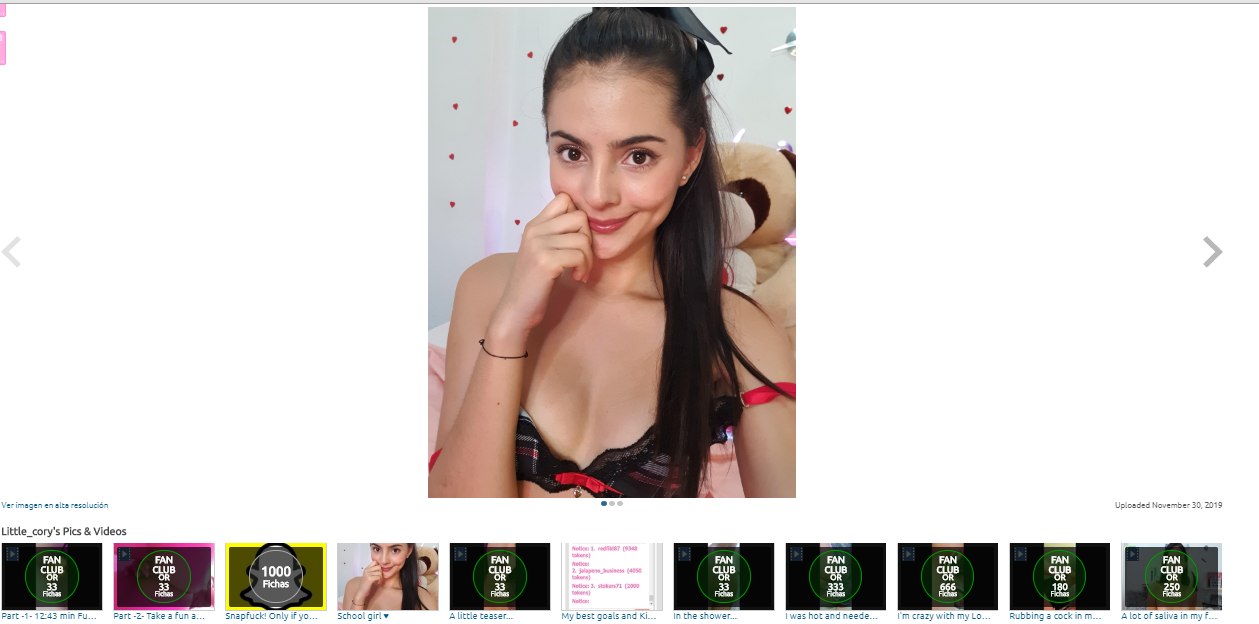 Ver imagen en alta resolución
Uploaded November 30, 2019
Little_cory's Pics & Videos
FAN
CLUB
OR
33
Fichas
FAN
CLUB
OR
33
Fichas
1000
Fichas
FAN
CLUB
OR
33
Fichas
Notice: 1.
tokens)
Notice:
2. jalapeno_business (4050
tokens)
Notice: 3. stokars71 (2000
tokens)
Notice:
FAN
CLUB
OR
33
Fichas
FAN
CLUB
OR
333
Fichas
FAN
CLUB
OR
666
Fichas
FAN
CLUB
OR
180
Fichas
FAN
CLUB
OR
250
Fichas
Part -1- 12:43 min Fu...
Part -2- Take a fun a...
Snapfuck! Only if yo...
School girl ♥
A little teaser...
My best goals and Ki...
In the shower...
I was hot and neede...
I'm crazy with my Lo...
Rubbing a cock in m...
A lot of saliva in my f...